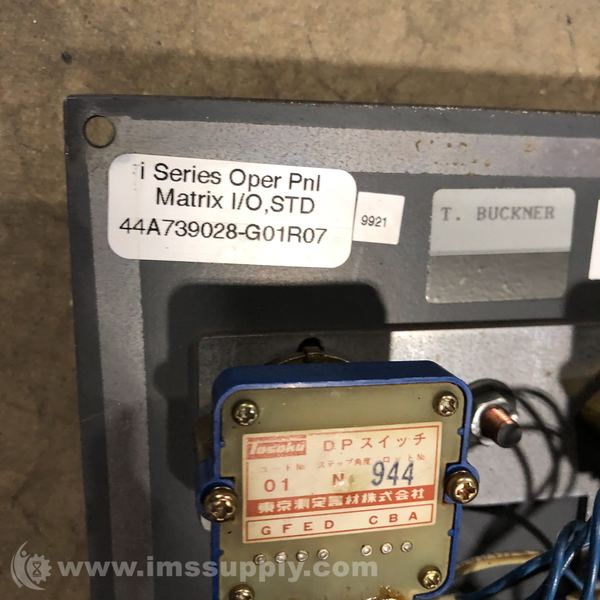 i Series Oper Pnl
Matrix I/O,STD
44A739028-G01R07
9921
T. BUCKNER
Tosoku
DPスイッチ
コードNo ステップ角度 ロットNo
01 N 944
東京測定器材株式会社
GFED CBA
www.imssupply.com